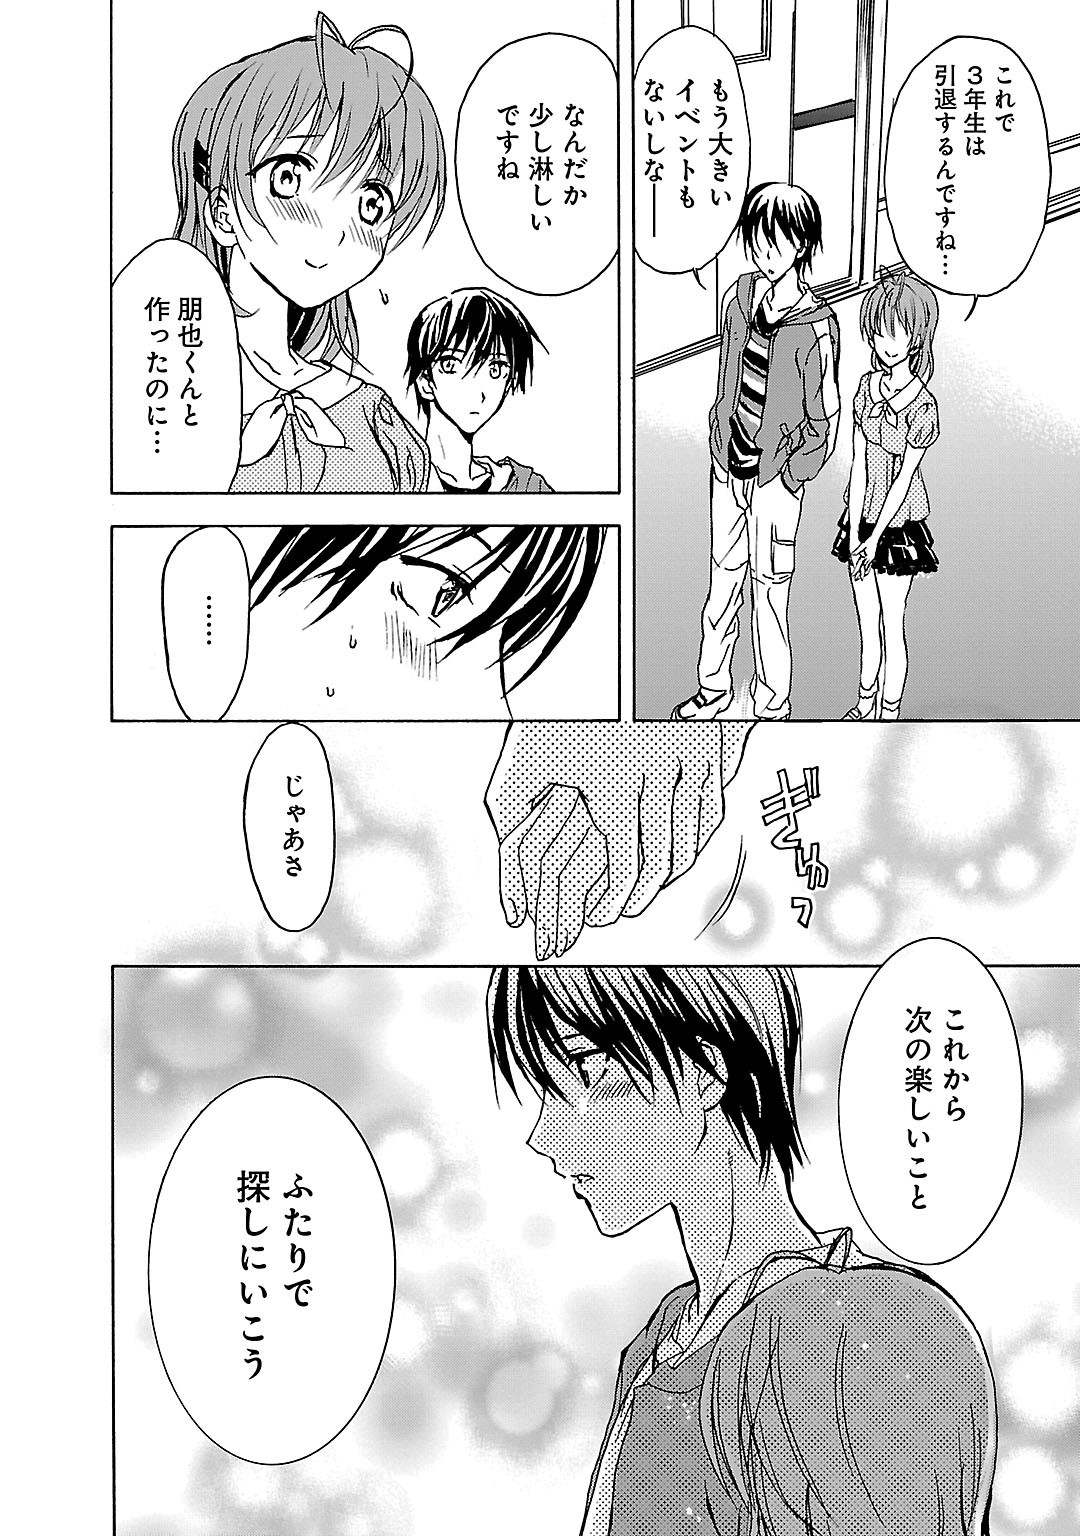 これで
３年生は
引退するんですね…
もう大きい
イベントも
ないしな――
なんだか
少し淋しい
ですね
朋也くんと
作ったのに…
……
ぎゅっ
じゃあさ
これから
次の楽しいこと
ふたりで
探しにいこう